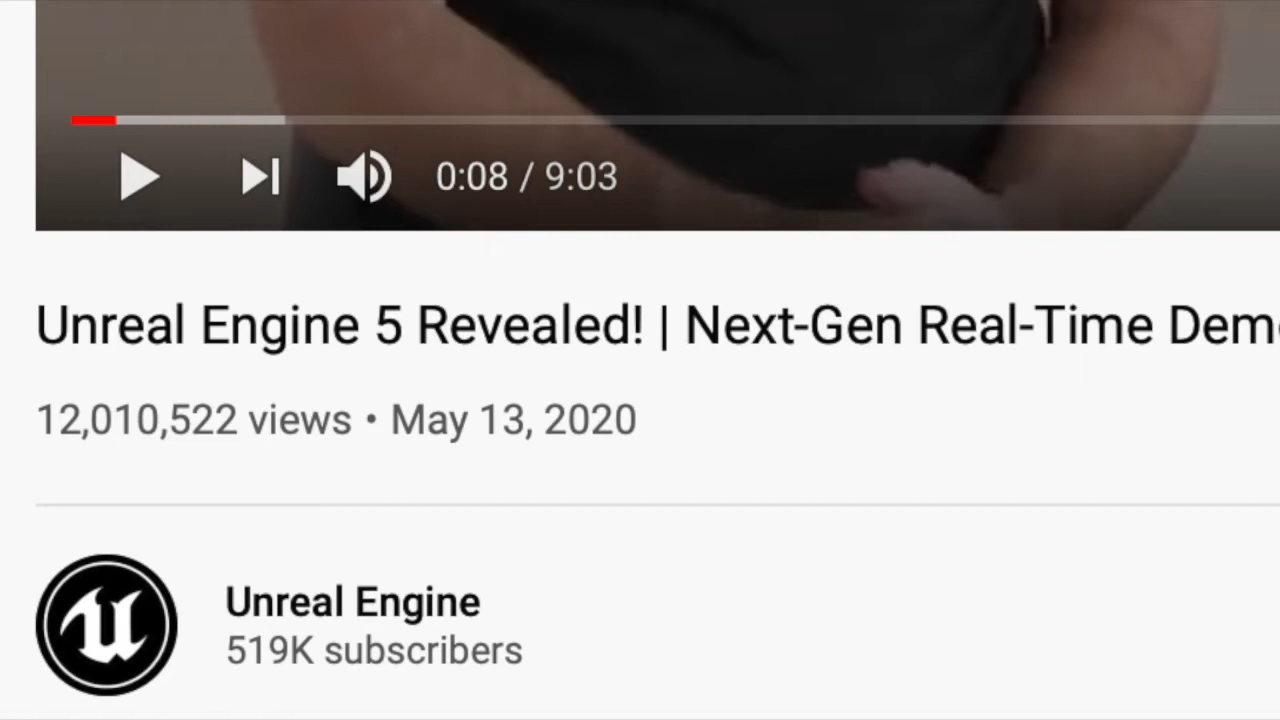 0:08 / 9:03
Unreal Engine 5 Revealed! | Next-Gen Real-Time
12,010,522 views • May 13, 2020
Unreal Engine
519K subscribers